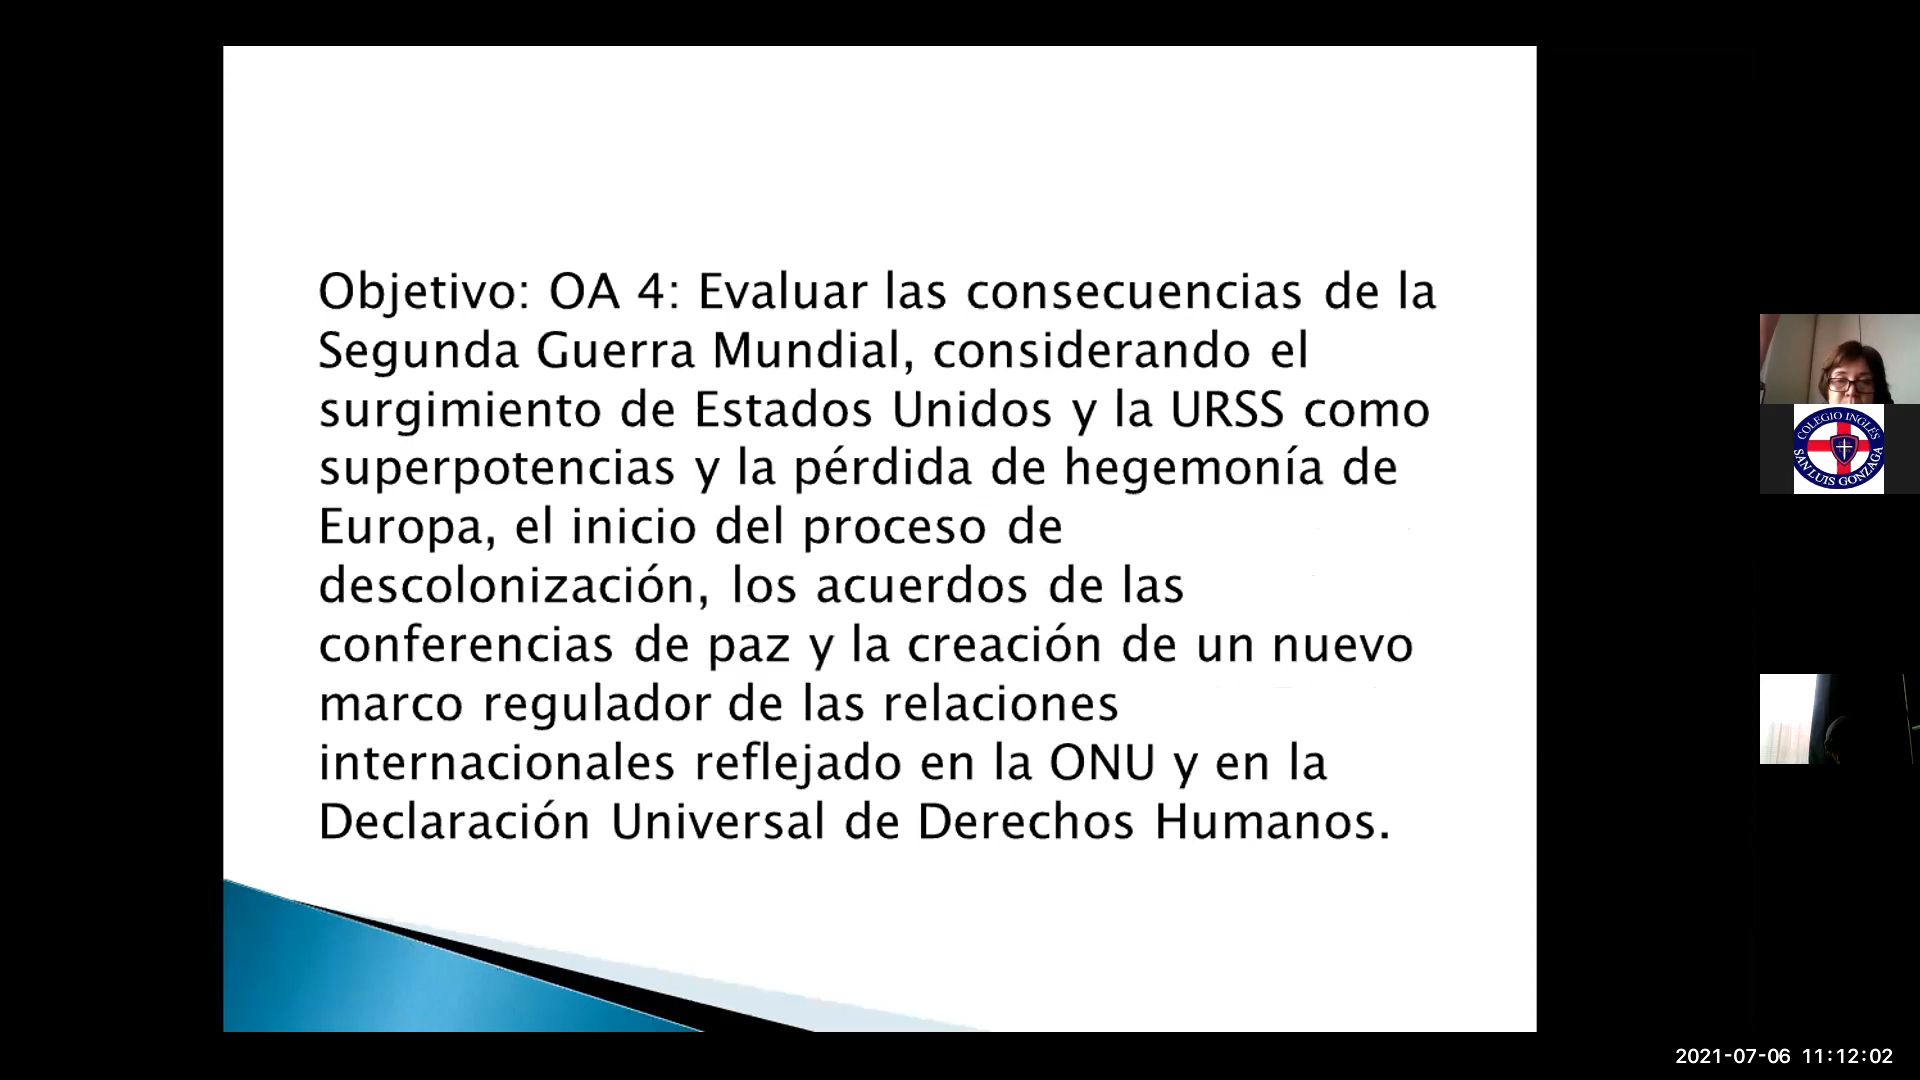 Objetivo: OA 4: Evaluar las consecuencias de la
Segunda Guerra Mundial, considerando el
surgimiento de Estados Unidos y la URSS como
superpotencias y la pérdida de hegemonía de
Europa, el inicio del proceso de
descolonización, los acuerdos de las
conferencias de paz y la creación de un nuevo
marco regulador de las relaciones
internacionales reflejado en la ONU y en la
Declaración Universal de Derechos Humanos.
COLEGIO INGLÉS
SAN LUIS GONZAGA
2021-07-06 11:12:02